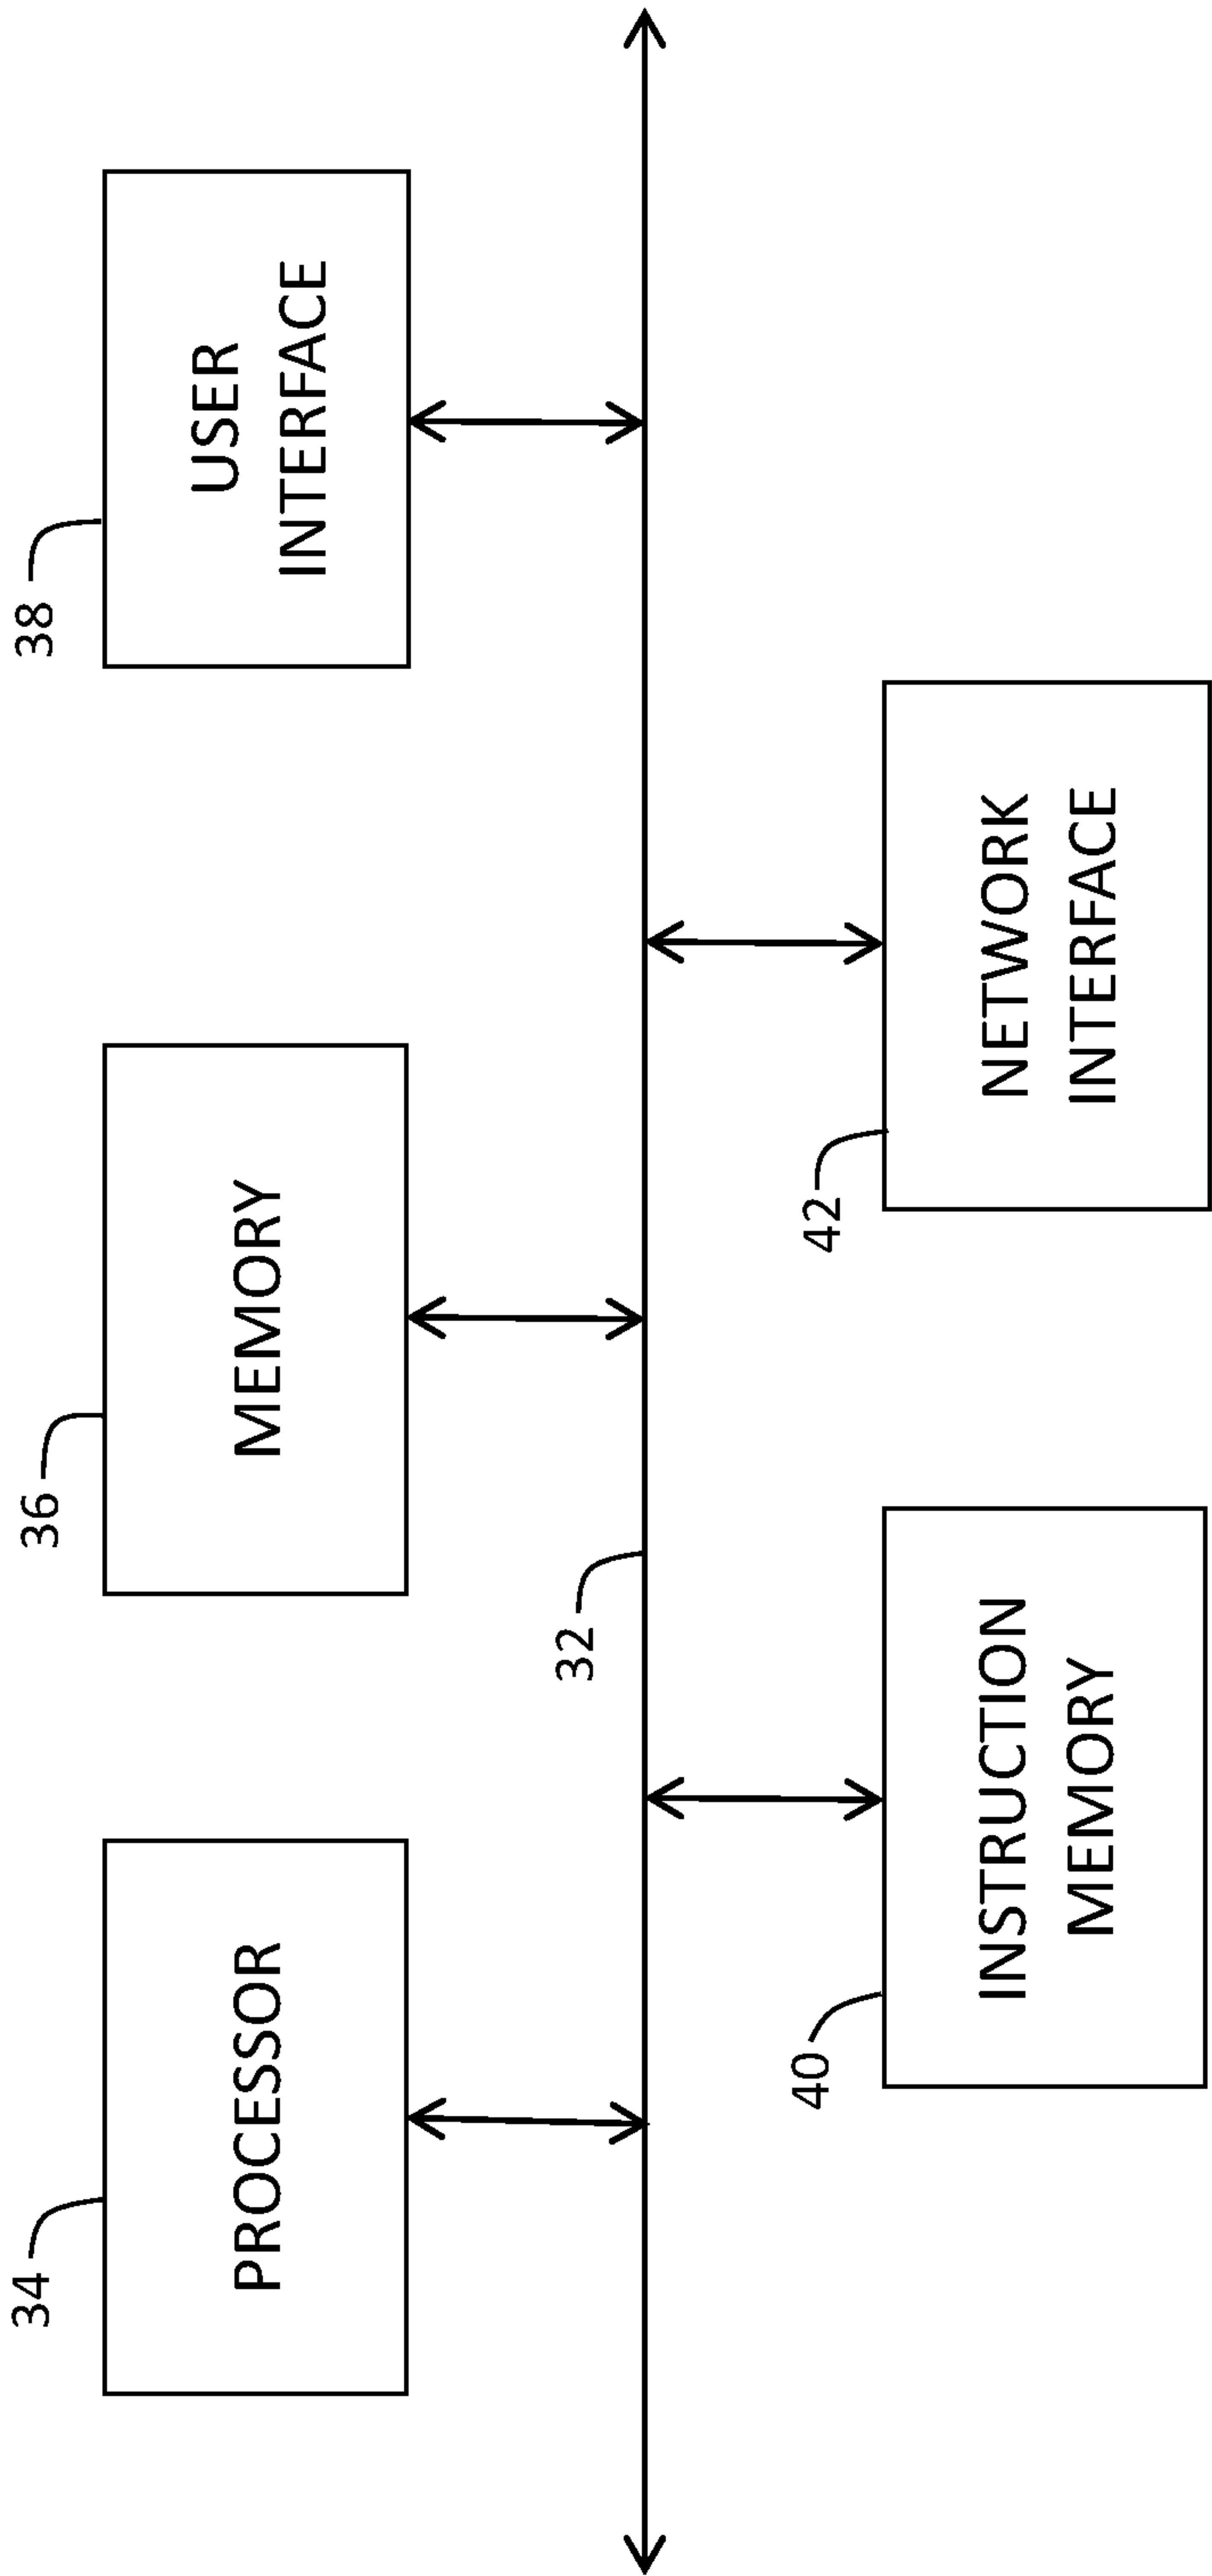 34
PROCESSOR
36
MEMORY
38
USER
INTERFACE
32
40
INSTRUCTION
MEMORY
42
NETWORK
INTERFACE